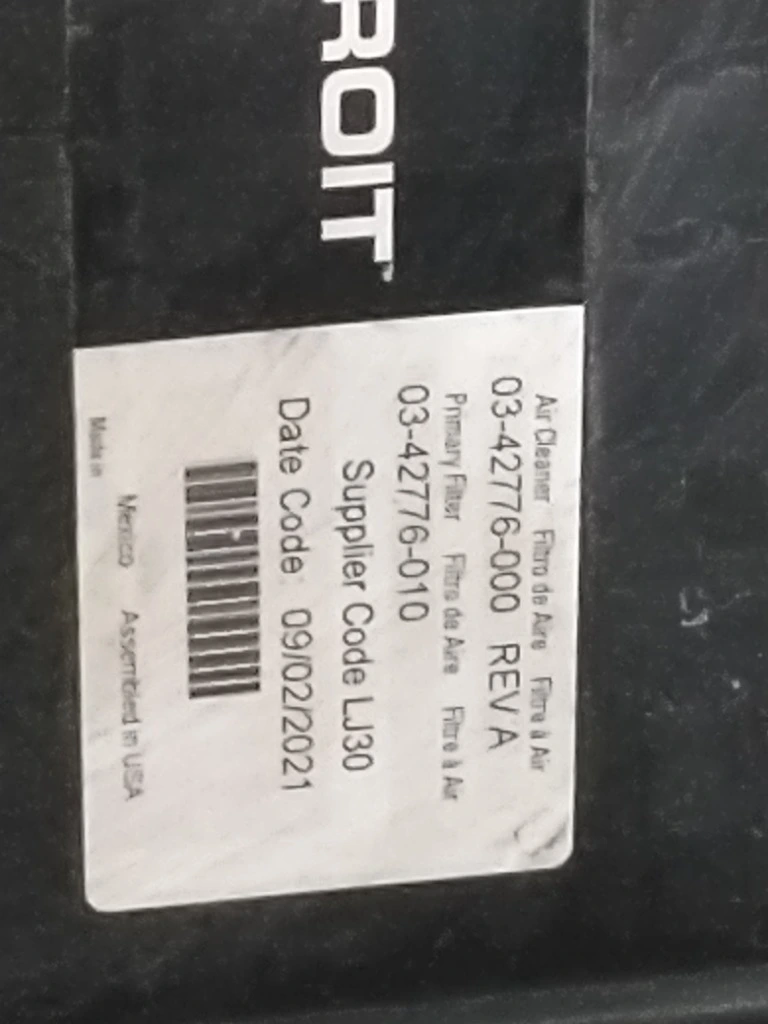 ROIT™
Air Cleaner Filtro de Aire Filtre à Air
03-42776-000 REV A
Primary Filter Filtro de Aire Filtre à Air
03-42776-010
Supplier Code LJ30
Date Code: 09/02/2021
Made in
Mexico Assembled in USA